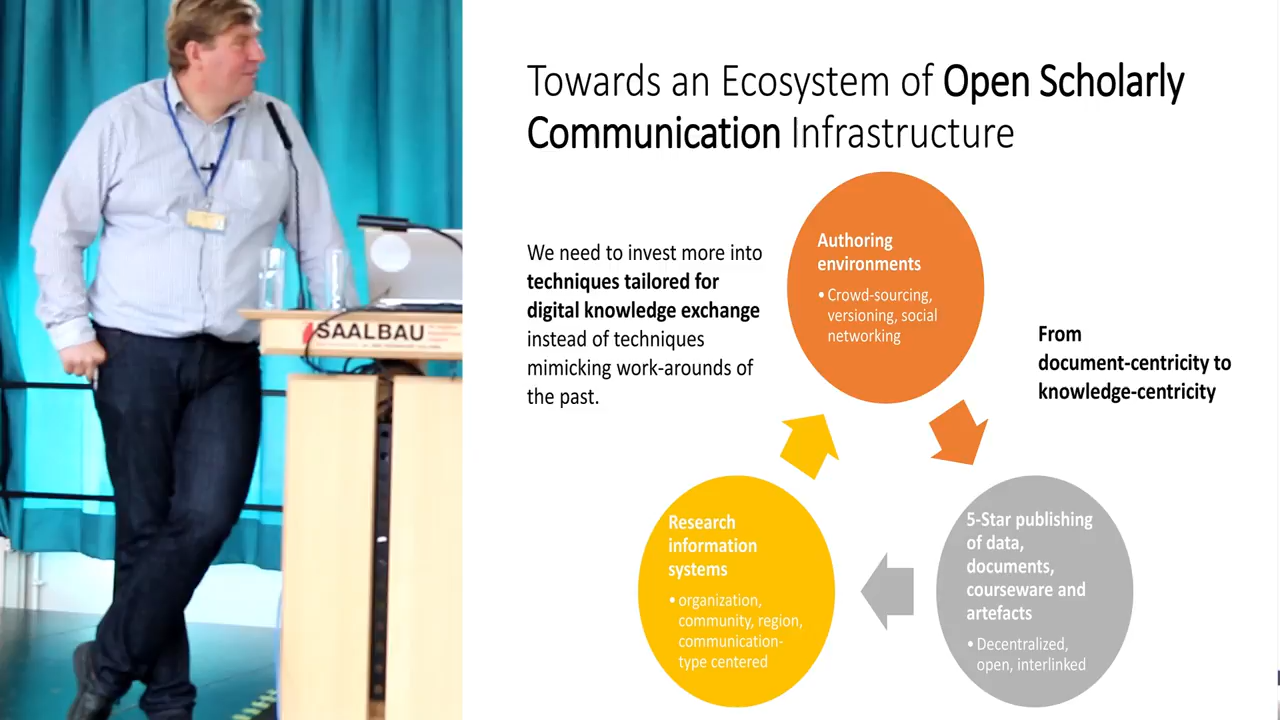 Towards an Ecosystem of Open Scholarly
Communication Infrastructure
We need to invest more into
techniques tailored for
digital knowledge exchange
instead of techniques
mimicking work-arounds of
the past.
Authoring
environments
• Crowd-sourcing,
versioning, social
networking
From
document-centricity to
knowledge-centricity
5-Star publishing
of data,
documents,
courseware and
artefacts
• Decentralized,
open, interlinked
Research
information
systems
• organization,
community, region,
communication-
type centered
SAALBAU